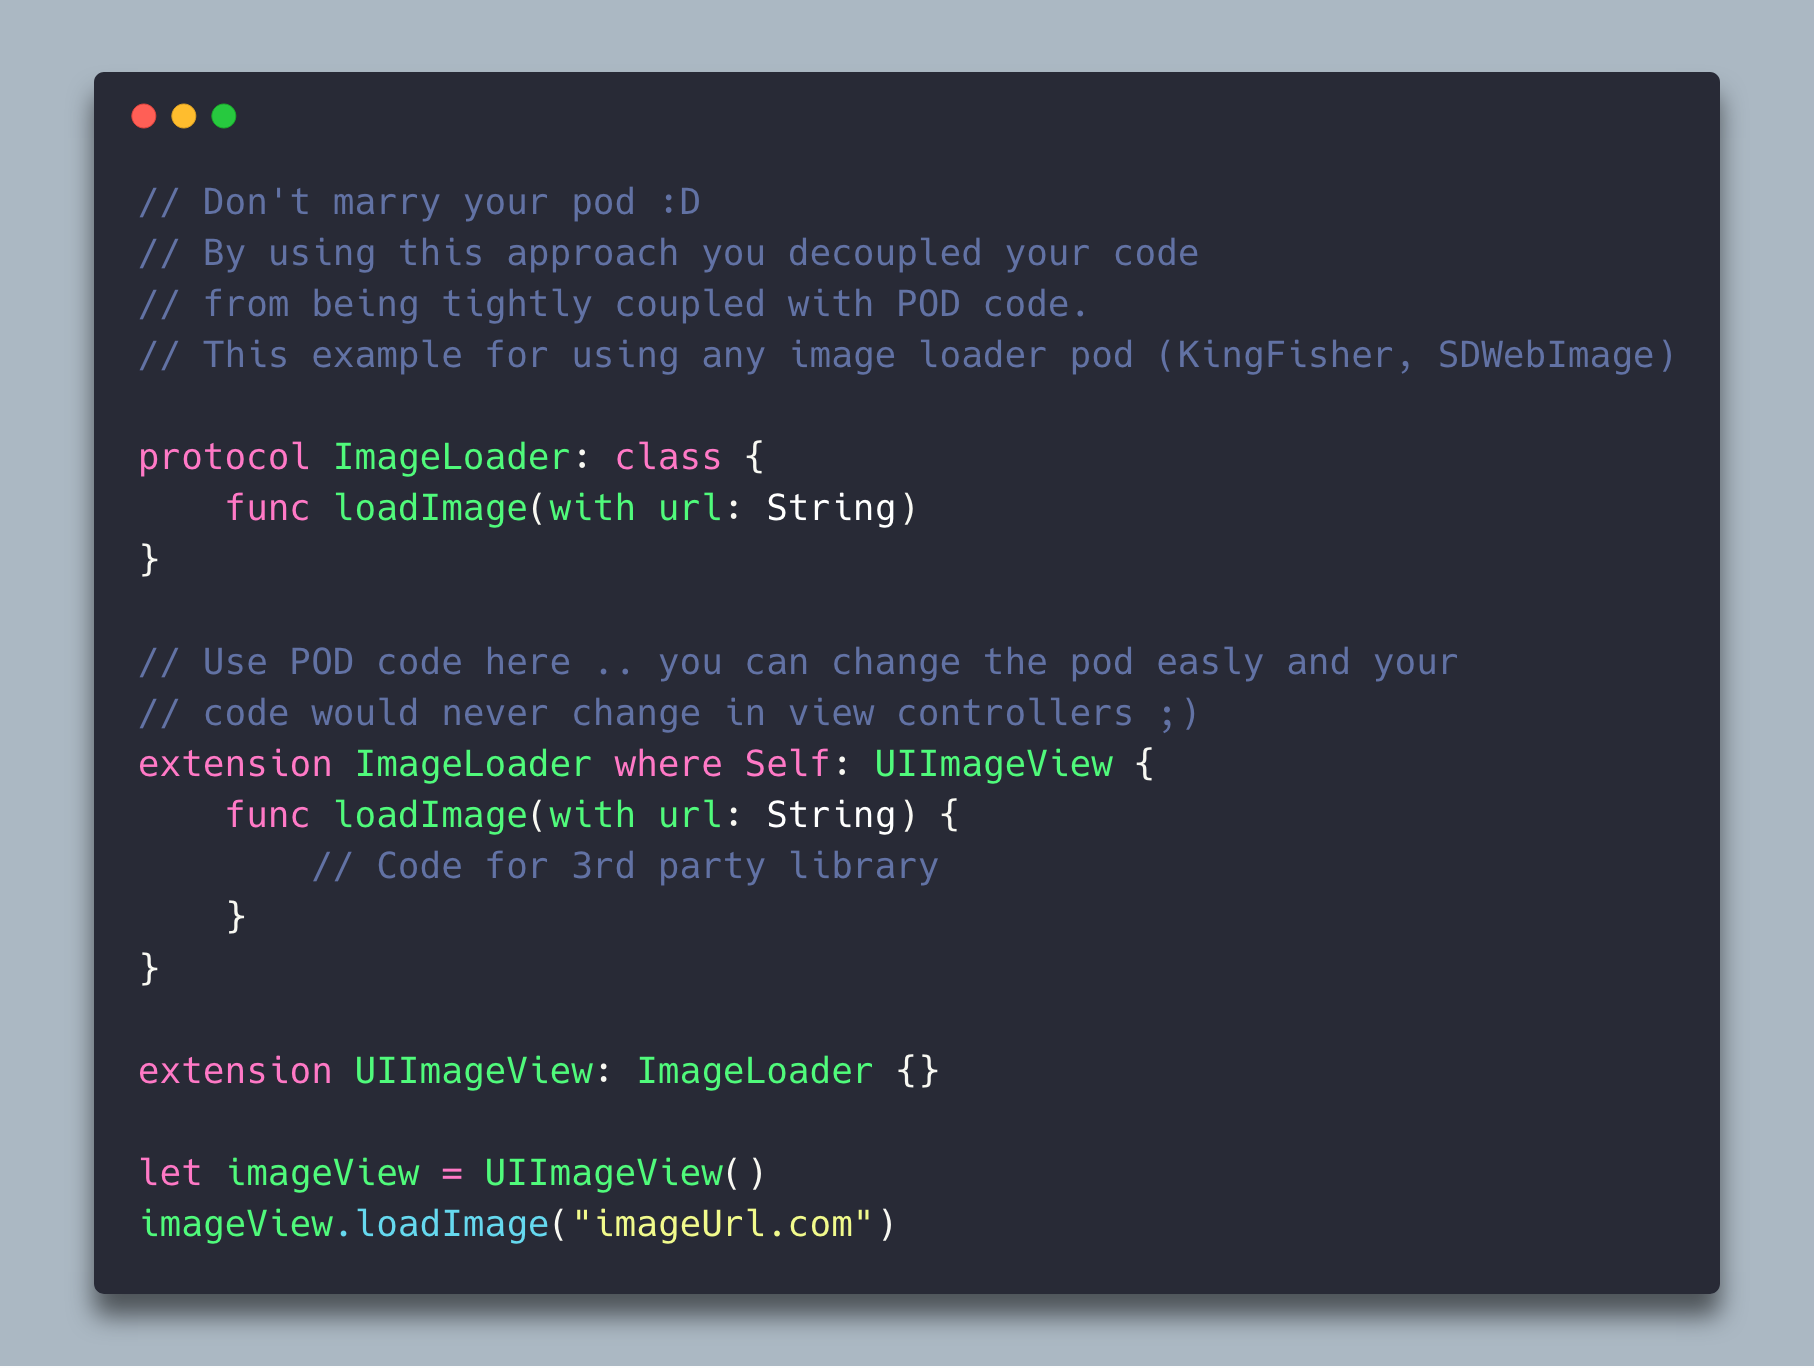 // Don't marry your pod :D
// By using this approach you decoupled your code
// from being tightly coupled with POD code.
// This example for using any image loader pod (KingFisher, SDWebImage)
protocol ImageLoader: class {
    func loadImage(with url: String)
}
// Use POD code here .. you can change the pod easly and your
// code would never change in view controllers ;)
extension ImageLoader where Self: UIImageView {
    func loadImage(with url: String) {
        // Code for 3rd party library
    }
}
extension UIImageView: ImageLoader {}
let imageView = UIImageView()
imageView.loadImage("imageUrl.com")